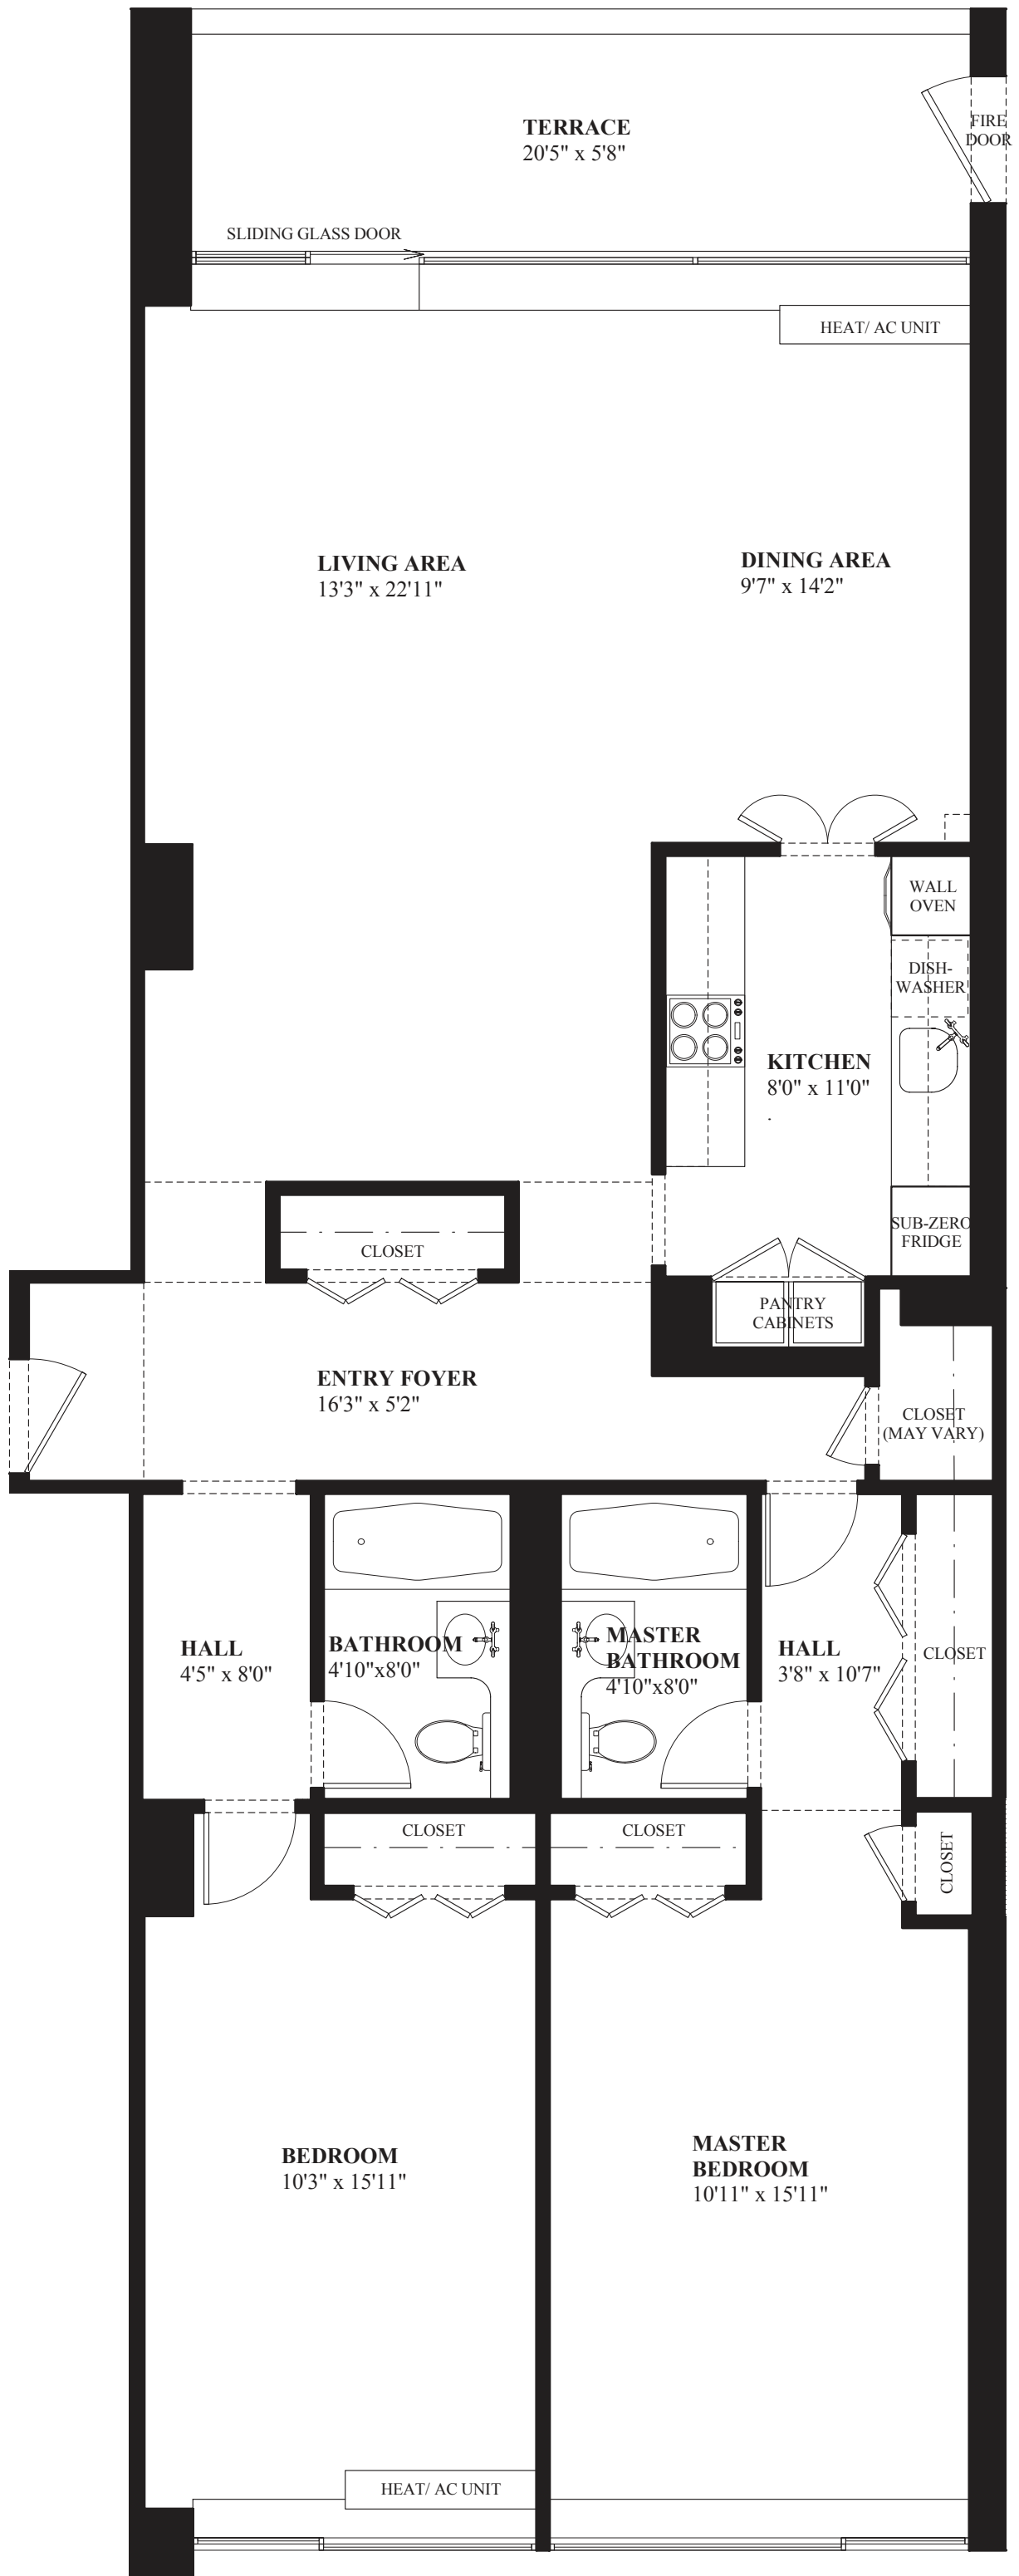 TERRACE
20'5" x 5'8"
FIRE
DOOR
SLIDING GLASS DOOR
HEAT/ AC UNIT
LIVING AREA
13'3" x 22'11"
DINING AREA
9'7" x 14'2"
WALL
OVEN
DISH-
WASHER
KITCHEN
8'0" x 11'0"
SUB-ZERO
FRIDGE
CLOSET
PANTRY
CABINETS
ENTRY FOYER
16'3" x 5'2"
CLOSET
(MAY VARY)
HALL
4'5" x 8'0"
BATHROOM
4'10"x8'0"
MASTER
BATHROOM
4'10"x8'0"
HALL
3'8" x 10'7"
CLOSET
CLOSET
CLOSET
CLOSET
BEDROOM
10'3" x 15'11"
MASTER
BEDROOM
10'11" x 15'11"
HEAT/ AC UNIT